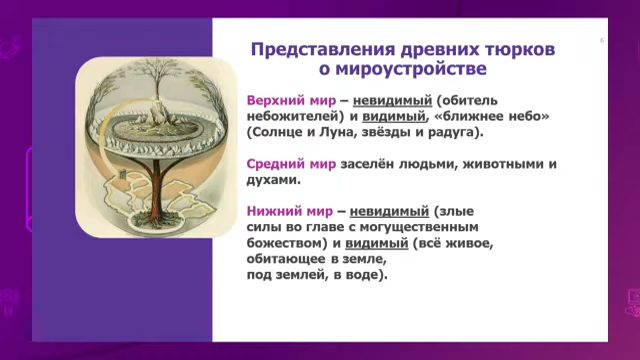 6
Представления древних тюрков
о мироустройстве
Верхний мир – невидимый (обитель
небожителей) и видимый, «ближнее небо»
(Солнце и Луна, звёзды и радуга).
Средний мир заселён людьми, животными и
духами.
Нижний мир – невидимый (злые
силы во главе с могущественным
божеством) и видимый (всё живое,
обитающее в земле,
под землей, в воде).